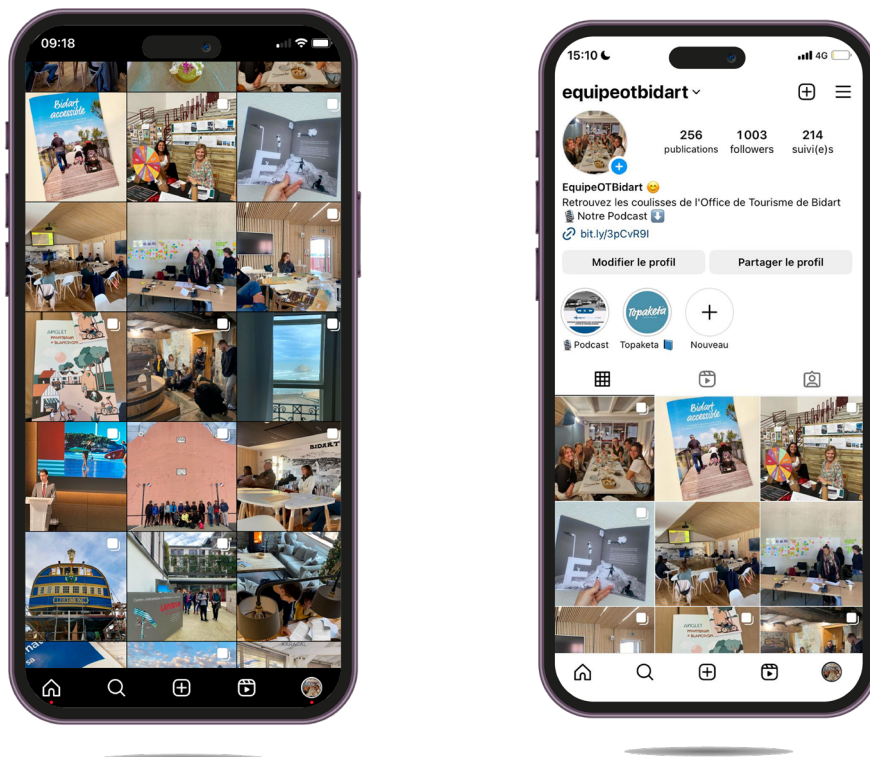 09:18
Bidart
accessible
E
ANGLET
BIDART
15:10
4G
equipeotbidart
256
1003
214
publications
followers
suivi(e)s
EquipeOTBidart 😊
Retrouvez les coulisses de l'Office de Tourisme de Bidart
🎙️Notre Podcast ⬇️
bit.ly/3pCvR9I
Modifier le profil
Partager le profil
Topaketa
🎙️ Podcast
Topaketa 📘
Nouveau
Bidart
accessible
E
ANGLET